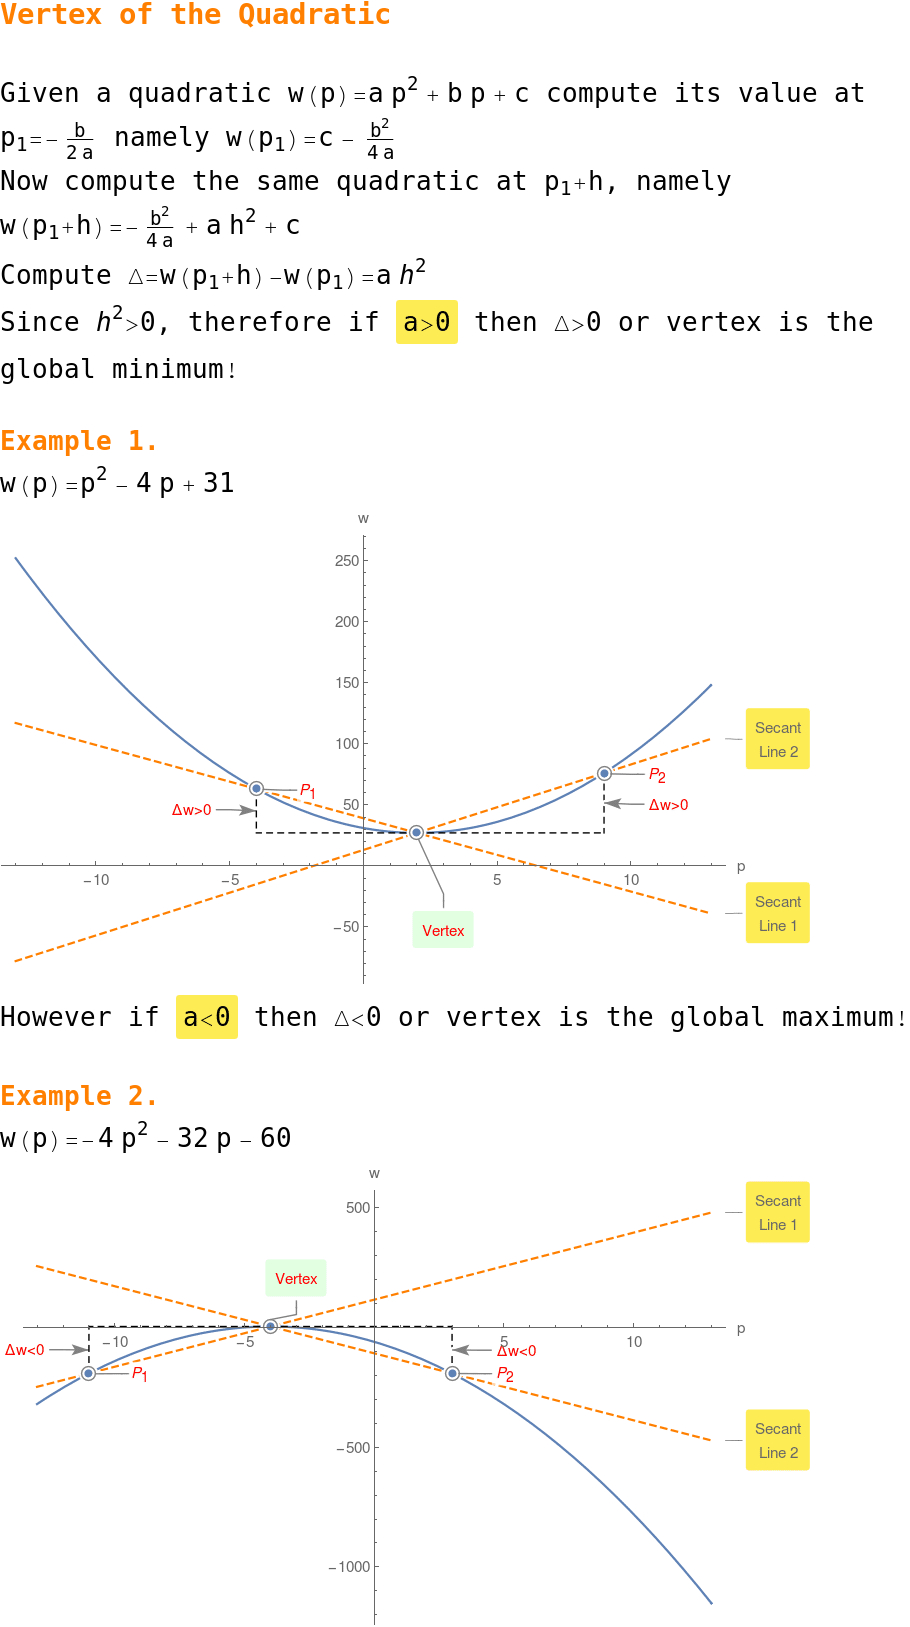 Vertex of the Quadratic
Given a quadratic w(p)=a p² + b p + c compute its value at
p₁=- b/(2 a) namely w(p₁)=c - b²/(4 a)
Now compute the same quadratic at p₁+h, namely
w(p₁+h)=- b²/(4 a) + a h² + c
Compute Δ=w(p₁+h)-w(p₁)=a h²
Since h²>0, therefore if a>0 then Δ>0 or vertex is the
global minimum!
Example 1.
w(p)=p² - 4 p + 31
w
250
200
150
100
50
-50
-10
-5
5
10
p
P₁
Δw>0
P₂
Δw>0
Vertex
Secant
Line 2
Secant
Line 1
However if a<0 then Δ<0 or vertex is the global maximum!
Example 2.
w(p)=-4 p² - 32 p - 60
w
500
-500
-1000
-10
-5
5
10
p
Vertex
Δw<0
P₁
Δw<0
P₂
Secant
Line 1
Secant
Line 2